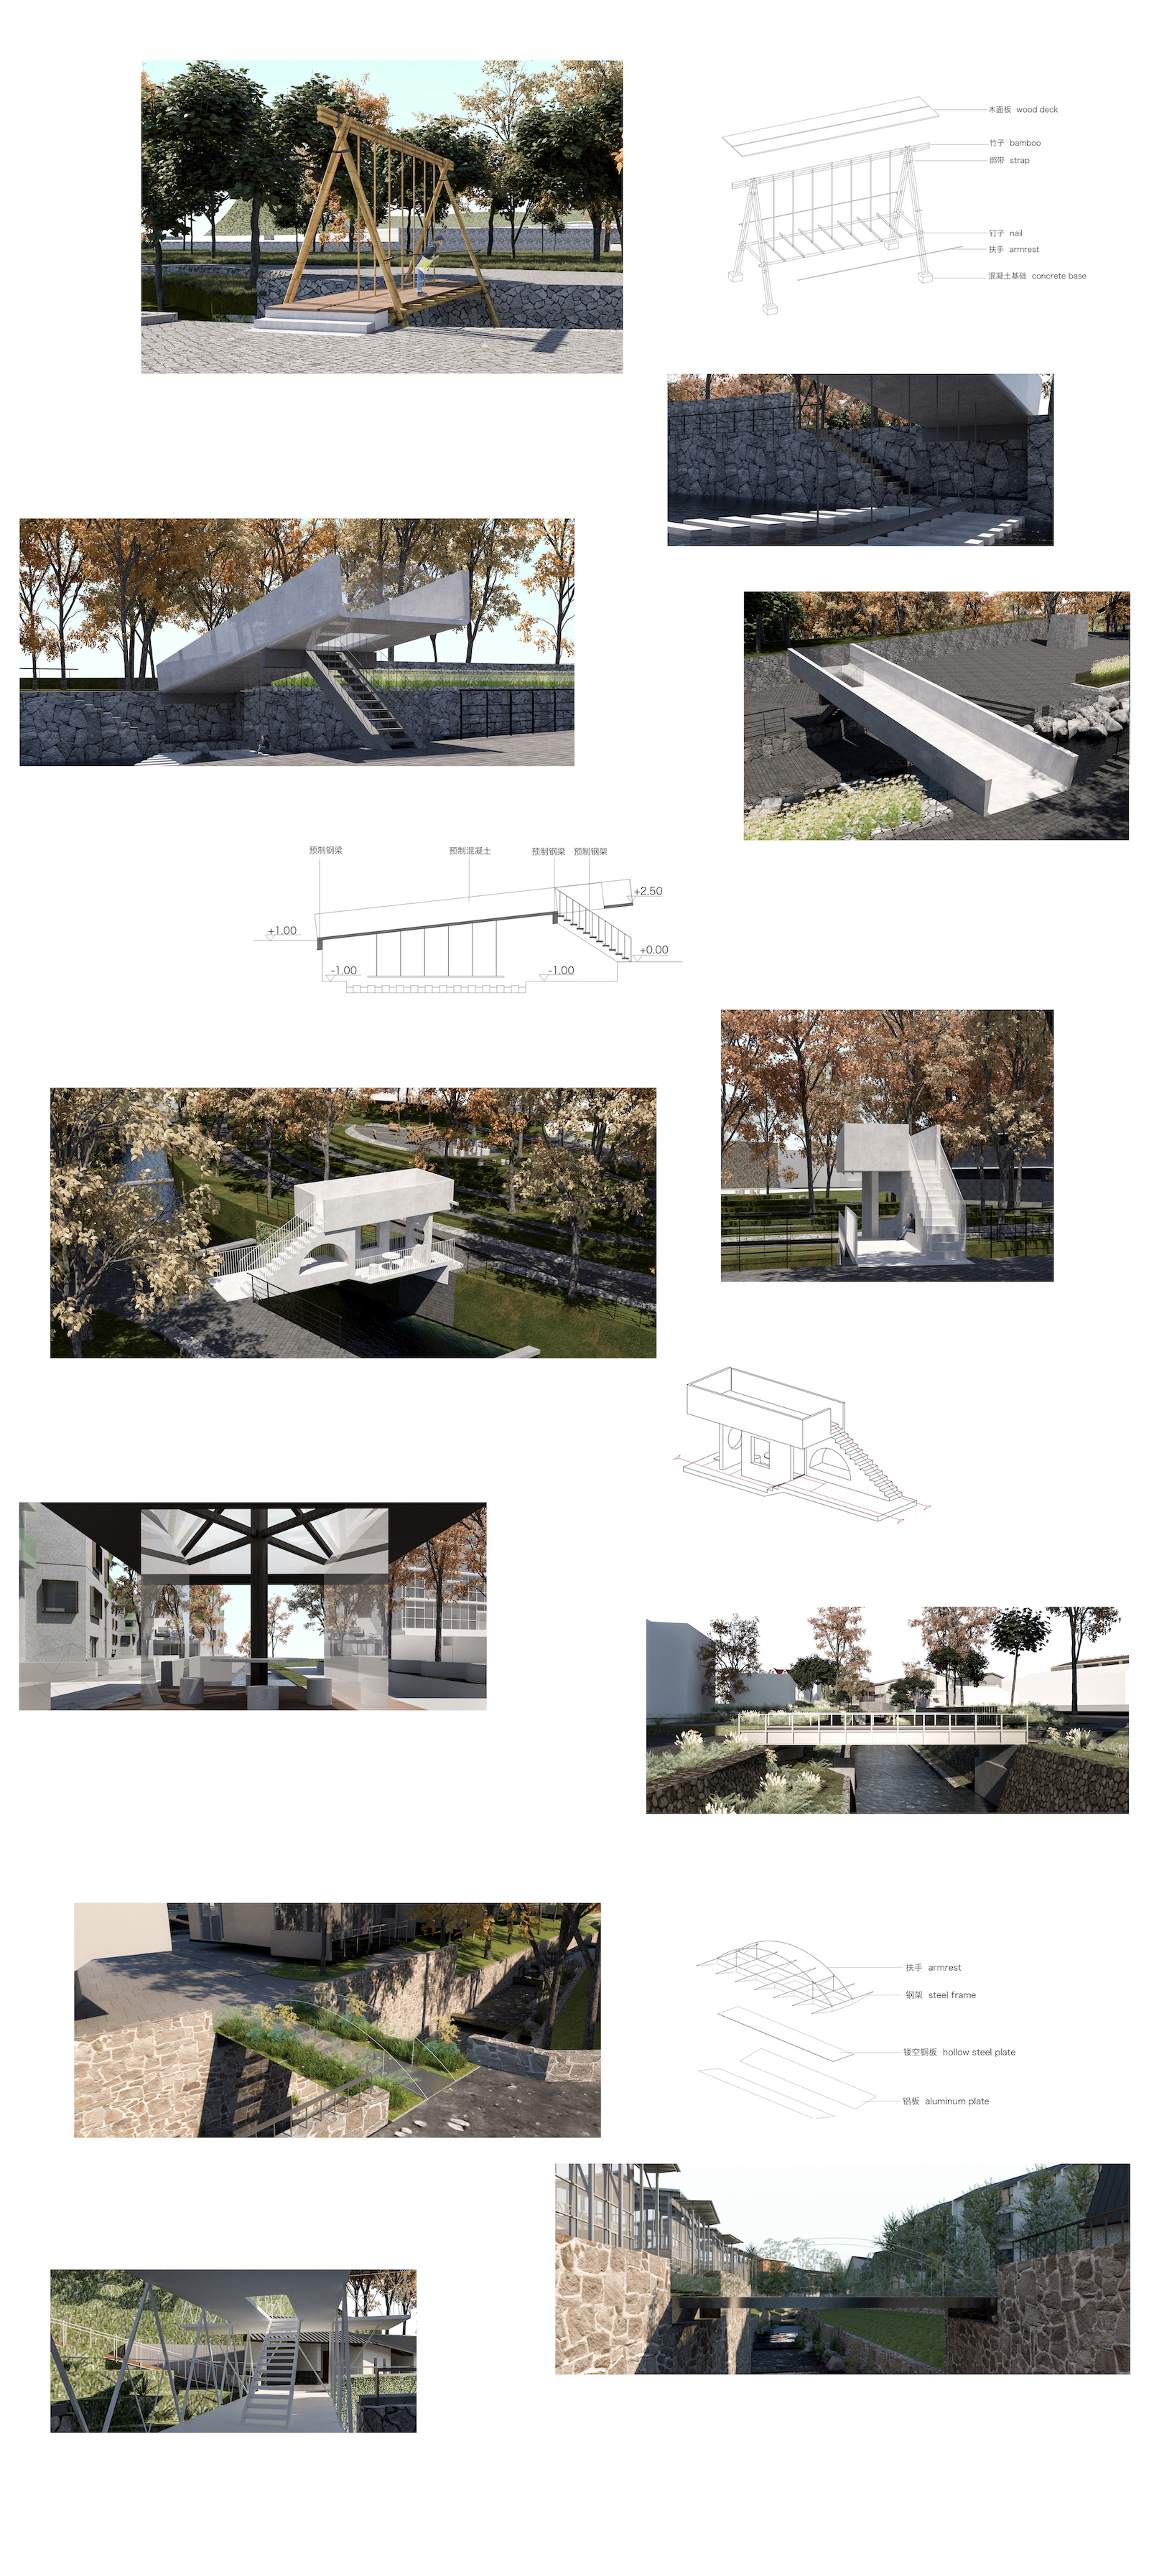 木面板 wood deck
竹子 bamboo
绑带 strap
钉子 nail
扶手 armrest
混凝土基础 concrete base
预制钢梁
预制混凝土
预制钢梁
预制钢架
+2.50
+1.00
+0.00
-1.00
-1.00
扶手 armrest
钢架 steel frame
镂空钢板 hollow steel plate
铝板 aluminum plate